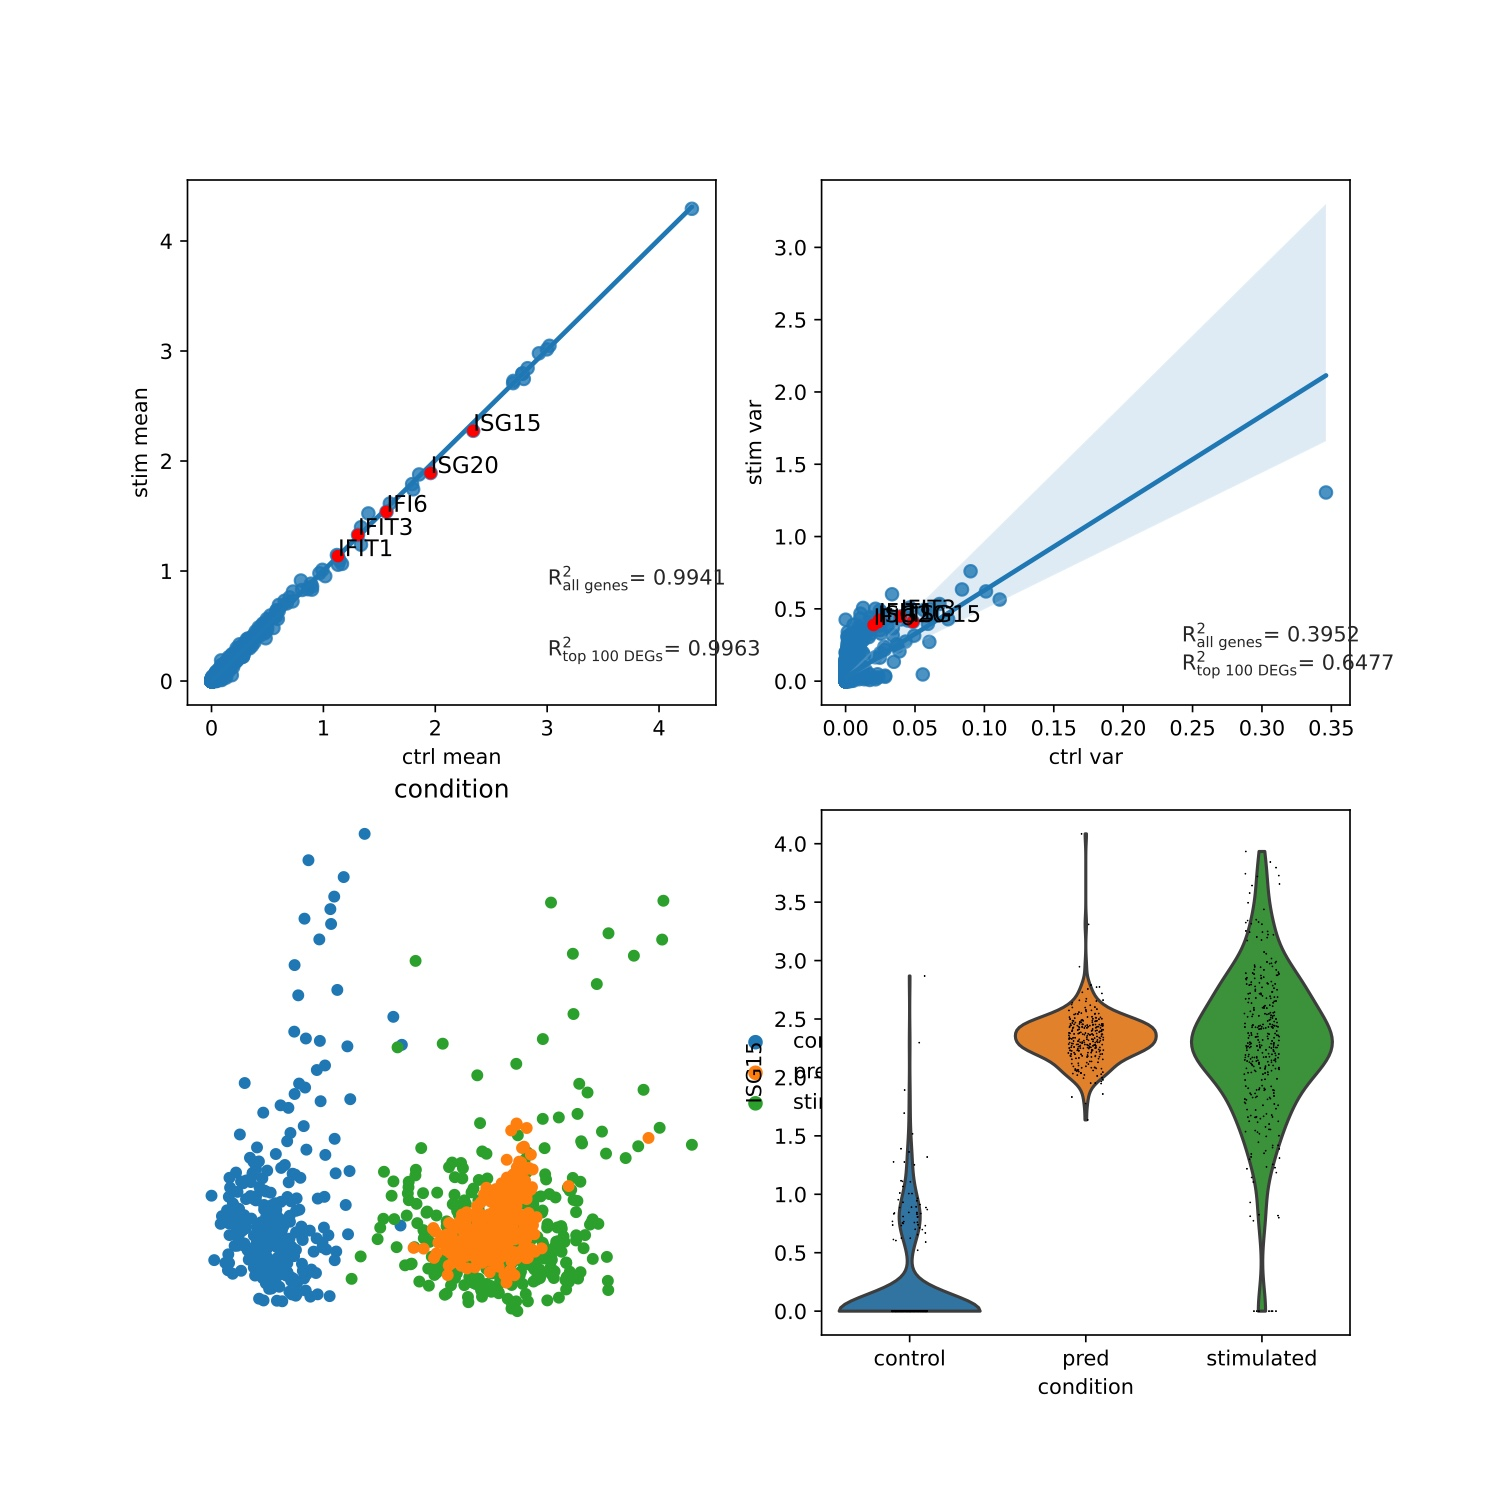 4
3
2
1
0
stim mean
ISG15
ISG20
IFI6
IFIT3
IFIT1
R2all genes= 0.9941
R2top 100 DEGs= 0.9963
0 1 2 3 4
ctrl mean
3.0
2.5
2.0
1.5
1.0
0.5
0.0
stim var
R2all genes= 0.3952
R2top 100 DEGs= 0.6477
0.00 0.05 0.10 0.15 0.20 0.25 0.30 0.35
ctrl var
condition
ISG15
4.0
3.5
3.0
2.5
2.0
1.5
1.0
0.5
0.0
control pred stimulated
condition